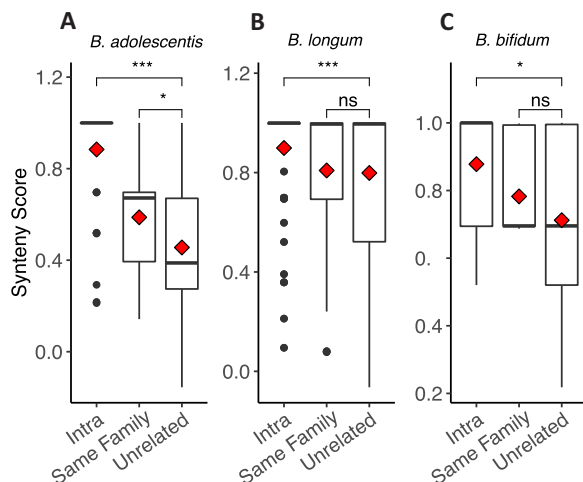 A
B. adolescentis
***
*
1.2
0.8
0.4
0.0
Synteny Score
Intra
Same Family
Unrelated
B
B. longum
***
ns
1.2
0.8
0.4
0.0
Intra
Same Family
Unrelated
C
B. bifidum
*
ns
1.0
0.8
0.6
0.4
0.2
Intra
Same Family
Unrelated